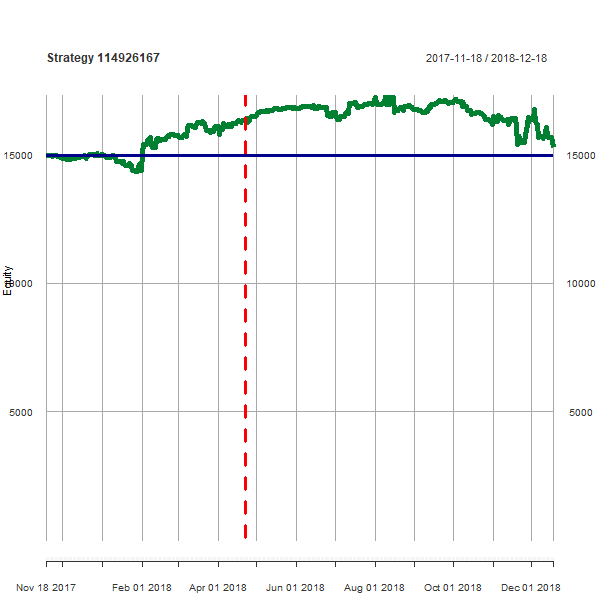 Strategy 114926167 2017-11-18 / 2018-12-18
15000 15000
10000 10000
5000 5000
Equity
Nov 18 2017 Feb 01 2018 Apr 01 2018 Jun 01 2018 Aug 01 2018 Oct 01 2018 Dec 01 2018